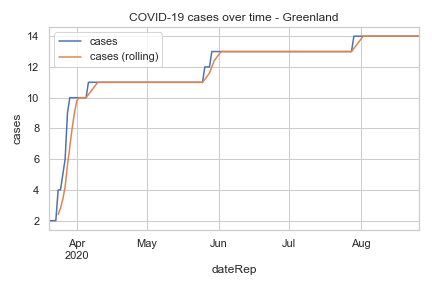 COVID-19 cases over time - Greenland
cases
cases (rolling)
14
12
10
8
6
4
2
cases
Apr May Jun Jul Aug
2020
dateRep